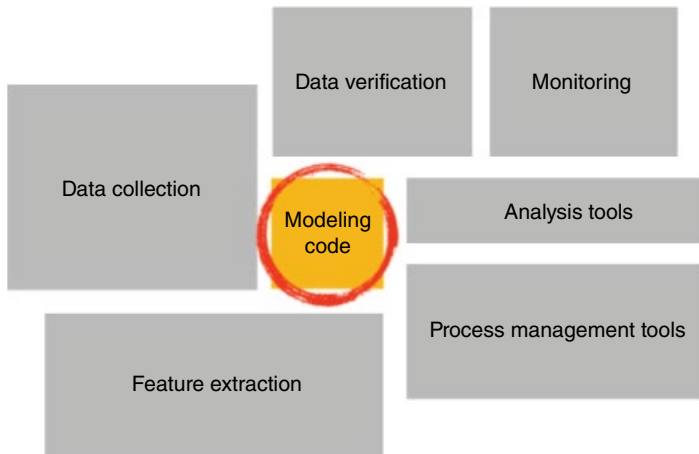 Data verification
Monitoring
Data collection
Modeling
code
Analysis tools
Process management tools
Feature extraction